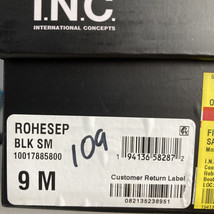 I.N.C.
INTERNATIONAL CONCEPTS
ROHESEP
BLK SM
10017885800
109
1 94136 58287 2
9 M
Customer Return Label
082135238951